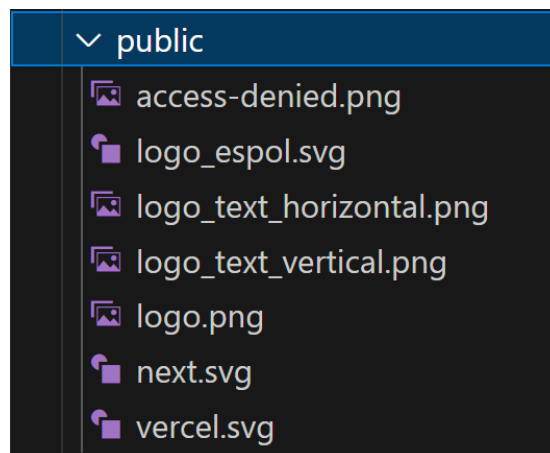 public
access-denied.png
logo_espol.svg
logo_text_horizontal.png
logo_text_vertical.png
logo.png
next.svg
vercel.svg